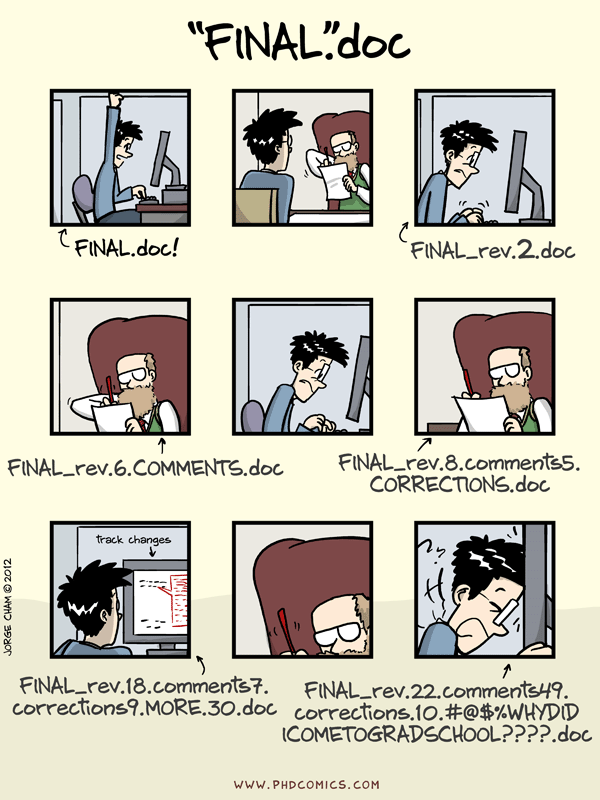 "FINAL".doc
FINAL.doc!
FINAL_rev.2.doc
FINAL_rev.6.COMMENTS.doc
FINAL_rev.8.comments5.
CORRECTIONS.doc
track changes
FINAL_rev.18.comments7.
corrections9.MORE.30.doc
FINAL_rev.22.comments49.
corrections.10.#@$%WHYDID
ICOMETOGRADSCHOOL????.doc
JORGE CHAM © 2012
WWW.PHDCOMICS.COM